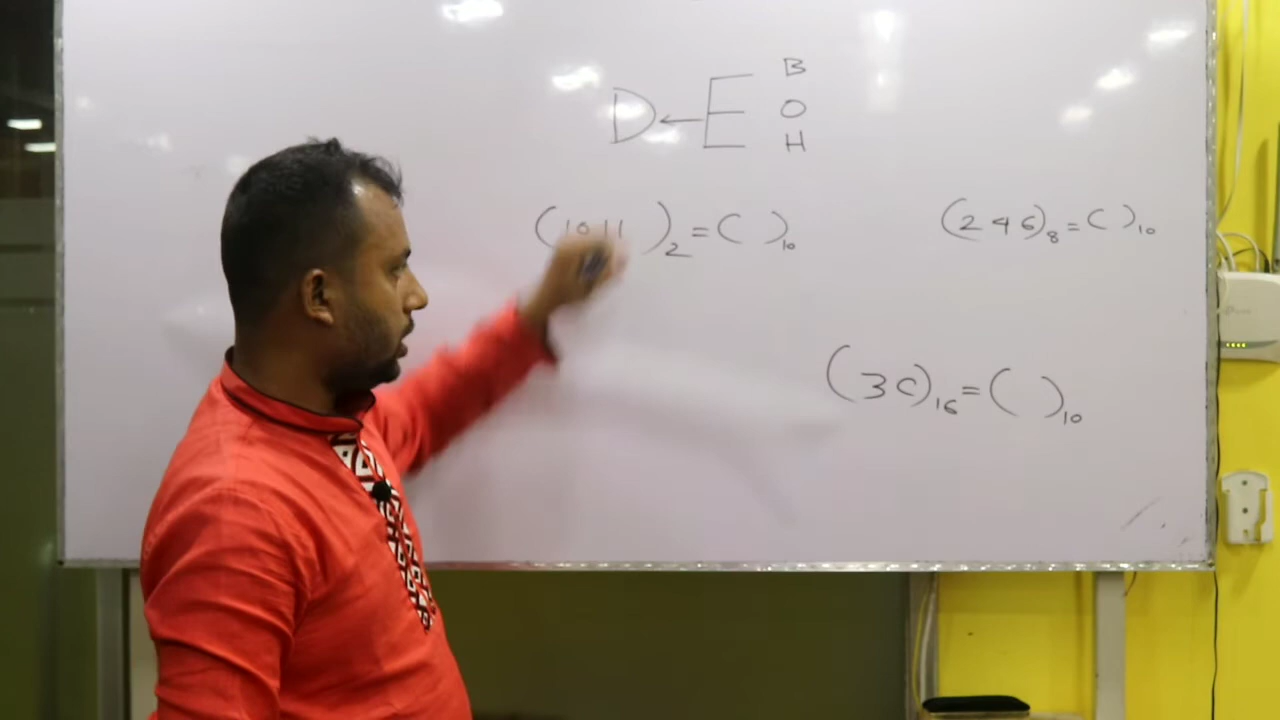 B
D ← E O
H
(1011)₂ = ( )₁₀
(246)₈ = ( )₁₀
(3C)₁₆ = ( )₁₀